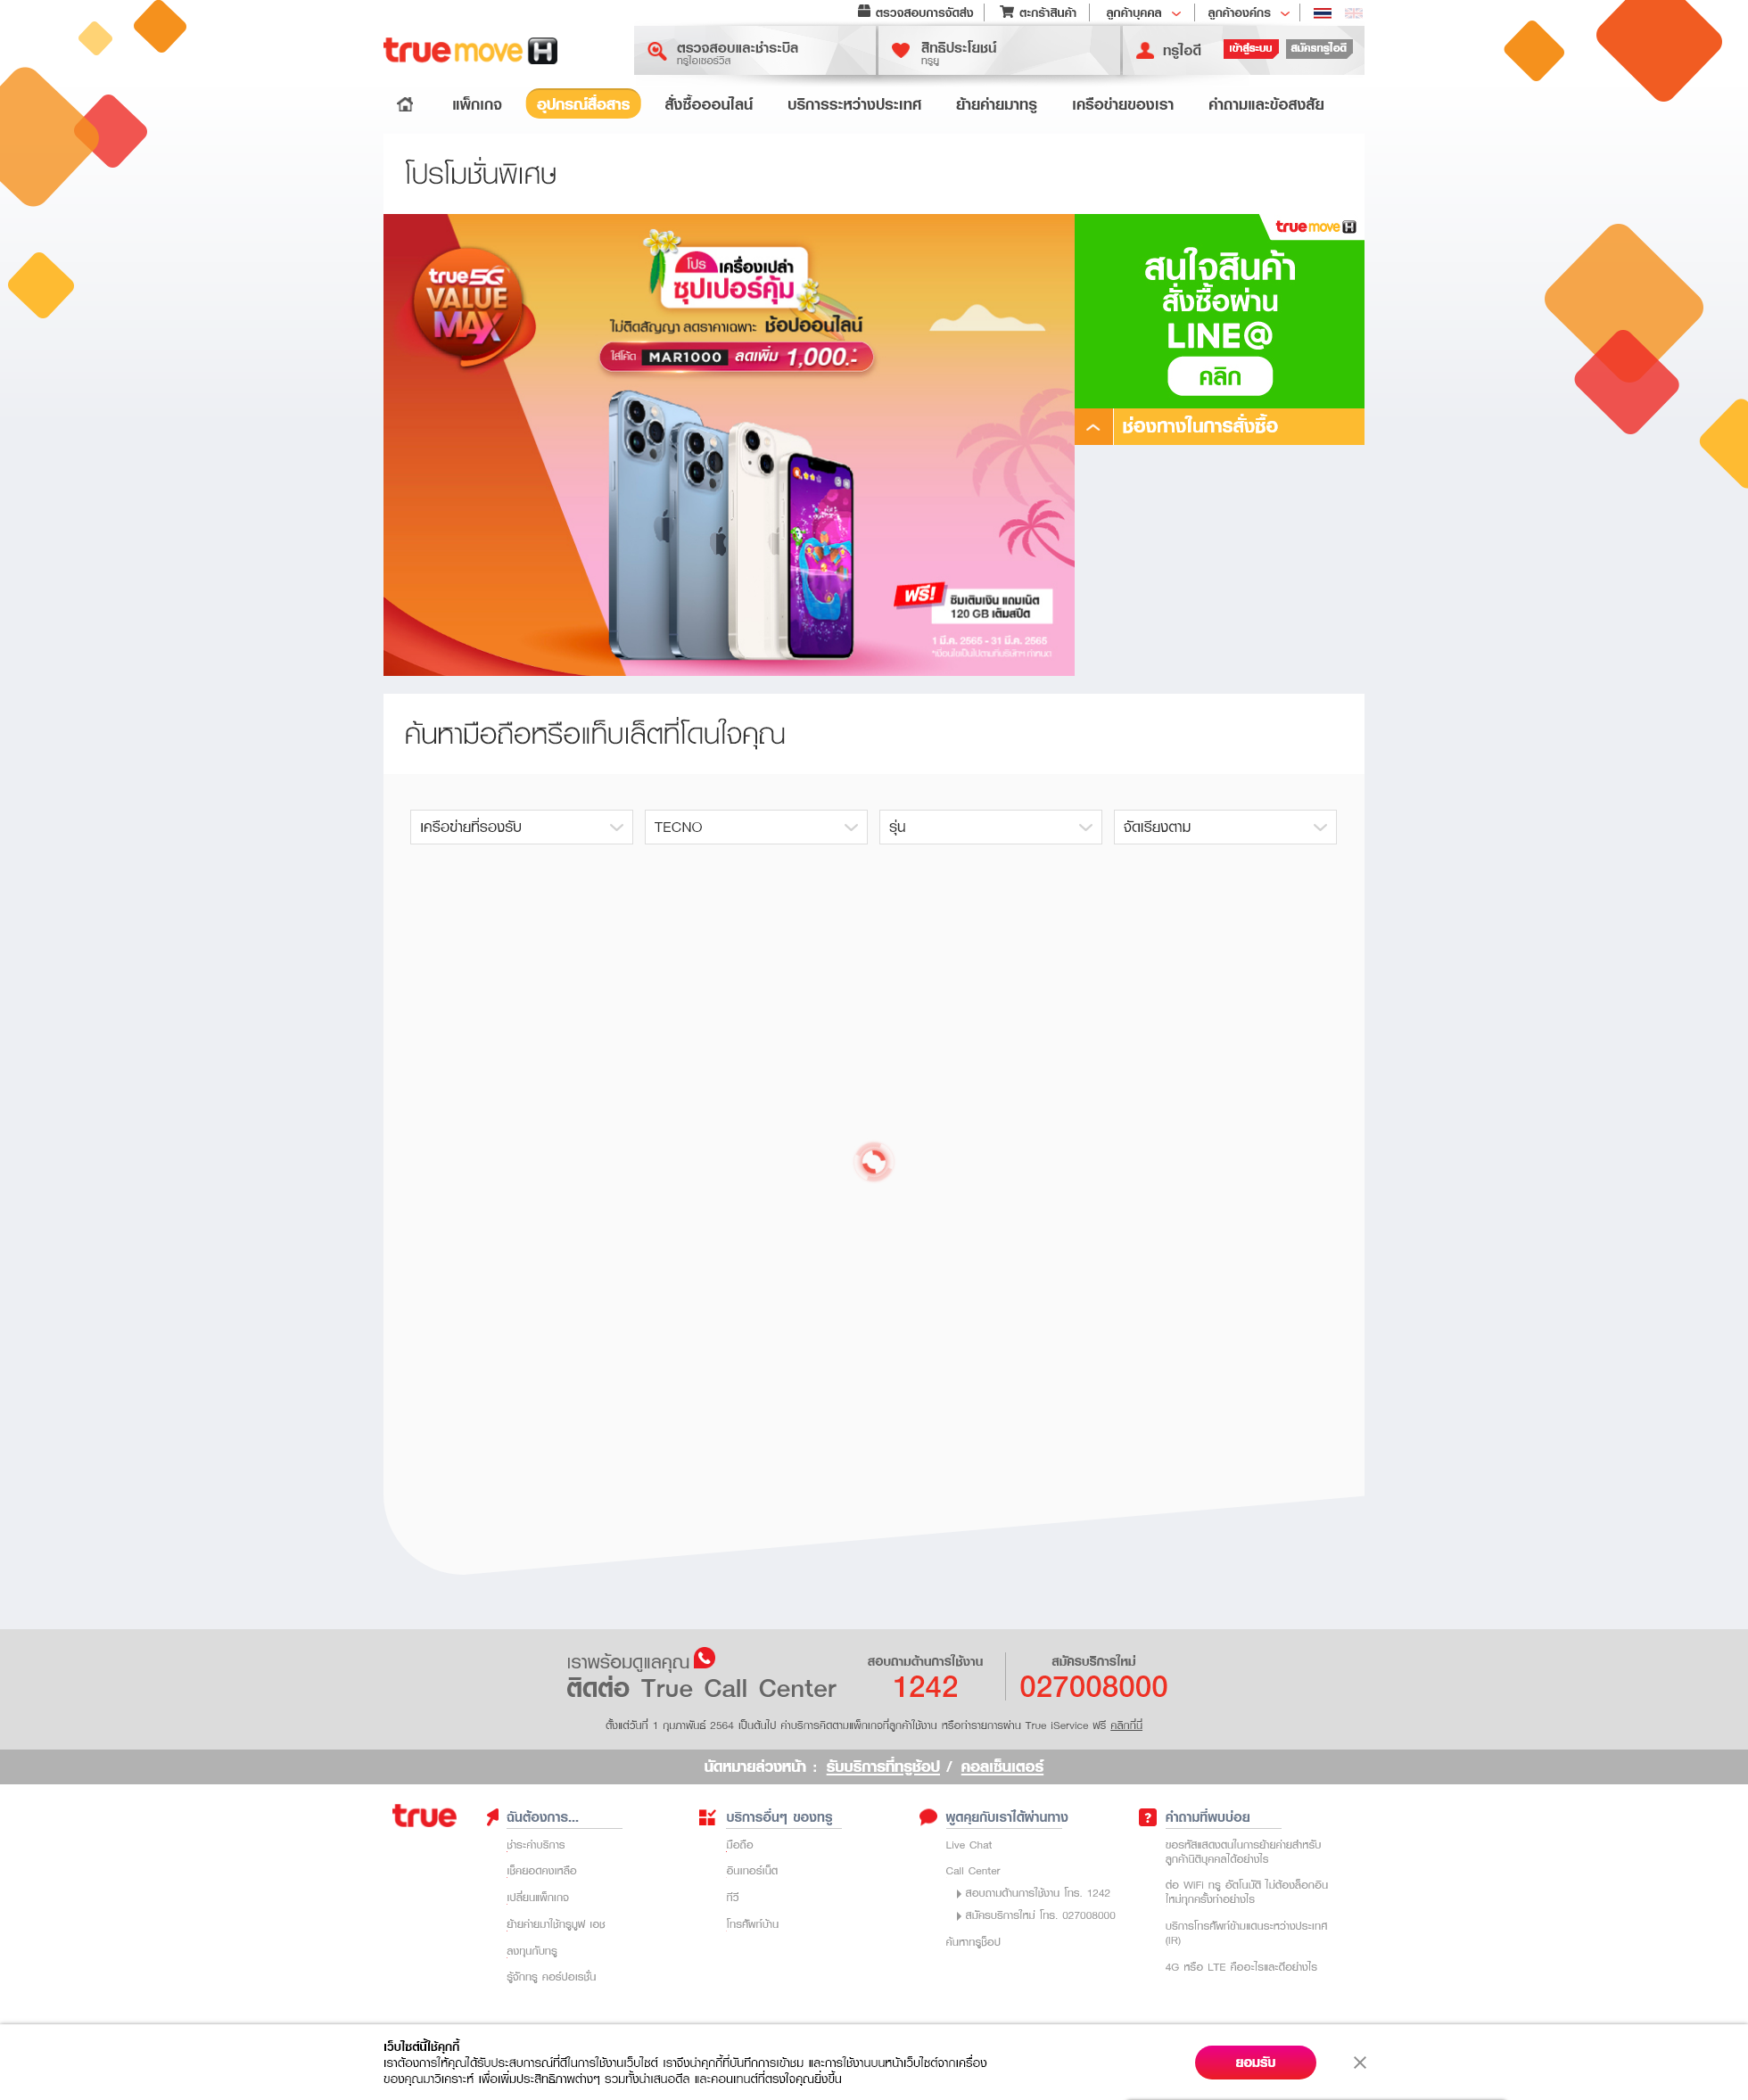 ตรวจสอบการจัดส่ง ตะกร้าสินค้า ลูกค้าบุคคล ลูกค้าองค์กร
truemove H
ตรวจสอบและชำระบิล
ทรูไอเซอร์วิส
สิทธิประโยชน์
ทรูยู
ทรูไอดี เข้าสู่ระบบ สมัครทรูไอดี
แพ็กเกจ อุปกรณ์สื่อสาร สั่งซื้อออนไลน์ บริการระหว่างประเทศ ย้ายค่ายมาทรู เครือข่ายของเรา คำถามและข้อสงสัย
โปรโมชั่นพิเศษ
true5G
VALUE
MAX
โปร เครื่องเปล่า
ซุปเปอร์คุ้ม
ไม่ติดสัญญา ลดราคาเฉพาะ ช้อปออนไลน์
ใส่โค้ด MAR1000 ลดเพิ่ม 1,000.-
ฟรี! ซิมเติมเงิน แถมเน็ต
120 GB เต็มสปีด
1 มี.ค. 2565 - 31 มี.ค. 2565
*เงื่อนไขเป็นไปตามที่บริษัทฯ กำหนด
truemove H
สนใจสินค้า
สั่งซื้อผ่าน
LINE@
คลิก
ช่องทางในการสั่งซื้อ
ค้นหามือถือหรือแท็บเล็ตที่โดนใจคุณ
เครือข่ายที่รองรับ TECNO รุ่น จัดเรียงตาม
เราพร้อมดูแลคุณ
ติดต่อ True Call Center
สอบถามด้านการใช้งาน
1242
สมัครบริการใหม่
027008000
ตั้งแต่วันที่ 1 กุมภาพันธ์ 2564 เป็นต้นไป ค่าบริการคิดตามแพ็กเกจที่ลูกค้าใช้งาน หรือทำรายการผ่าน True iService ฟรี คลิกที่นี่
นัดหมายล่วงหน้า : รับบริการที่ทรูช้อป / คอลเซ็นเตอร์
true
ฉันต้องการ...
ชำระค่าบริการ
เช็คยอดคงเหลือ
เปลี่ยนแพ็กเกจ
ย้ายค่ายมาใช้ทรูมูฟ เอช
ลงทุนกับทรู
รู้จักทรู คอร์ปอเรชั่น
บริการอื่นๆ ของทรู
มือถือ
อินเทอร์เน็ต
ทีวี
โทรศัพท์บ้าน
พูดคุยกับเราได้ผ่านทาง
Live Chat
Call Center
สอบถามด้านการใช้งาน โทร. 1242
สมัครบริการใหม่ โทร. 027008000
ค้นหาทรูช็อป
คำถามที่พบบ่อย
ขอรหัสแสดงตนในการย้ายค่ายสำหรับ
ลูกค้านิติบุคคลได้อย่างไร
ต่อ WiFi ทรู อัตโนมัติ ไม่ต้องล็อกอิน
ใหม่ทุกครั้งทำอย่างไร
บริการโทรศัพท์ข้ามแดนระหว่างประเทศ
(IR)
4G หรือ LTE คืออะไรและดีอย่างไร
เว็บไซต์นี้ใช้คุกกี้
เราต้องการให้คุณได้รับประสบการณ์ที่ดีในการใช้งานเว็บไซต์ เราจึงนำคุกกี้ที่บันทึกการเข้าชม และการใช้งานบนหน้าเว็บไซต์จากเครื่อง
ของคุณมาวิเคราะห์ เพื่อเพิ่มประสิทธิภาพต่างๆ รวมทั้งนำเสนอดีล และคอนเทนต์ที่ตรงใจคุณยิ่งขึ้น
ยอมรับ